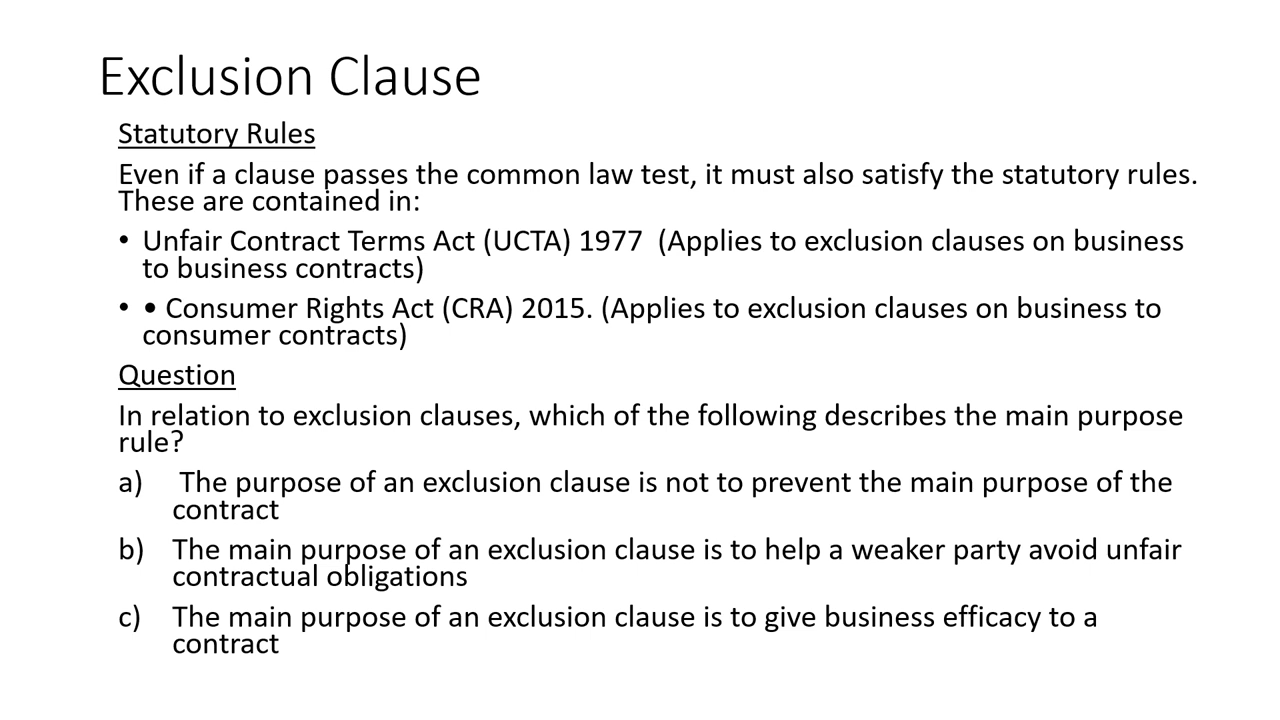 Exclusion Clause
Statutory Rules
Even if a clause passes the common law test, it must also satisfy the statutory rules.
These are contained in:
• Unfair Contract Terms Act (UCTA) 1977  (Applies to exclusion clauses on business
to business contracts)
• • Consumer Rights Act (CRA) 2015. (Applies to exclusion clauses on business to
consumer contracts)
Question
In relation to exclusion clauses, which of the following describes the main purpose
rule?
a) The purpose of an exclusion clause is not to prevent the main purpose of the
contract
b) The main purpose of an exclusion clause is to help a weaker party avoid unfair
contractual obligations
c) The main purpose of an exclusion clause is to give business efficacy to a
contract